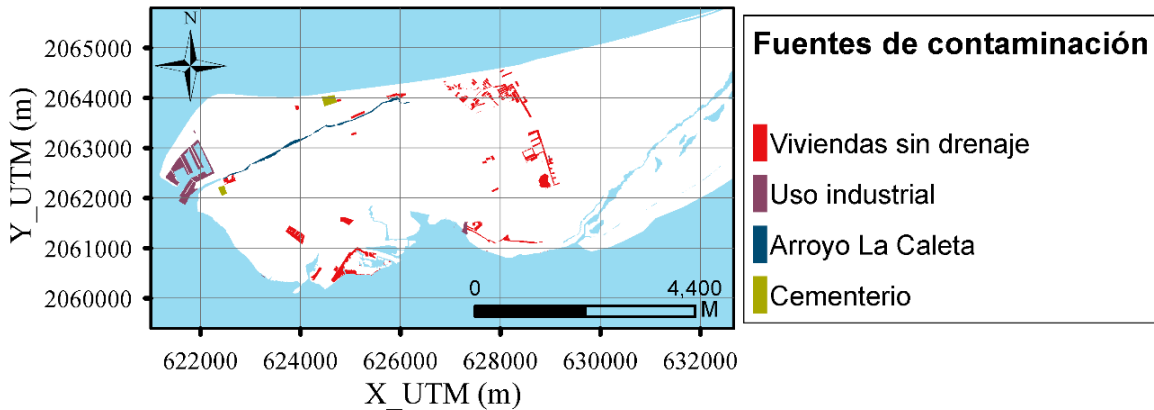 N
2065000
2064000
2063000
2062000
2061000
2060000
Y_UTM (m)
0 4,400
M
622000 624000 626000 628000 630000 632000
X_UTM (m)
Fuentes de contaminación
Viviendas sin drenaje
Uso industrial
Arroyo La Caleta
Cementerio